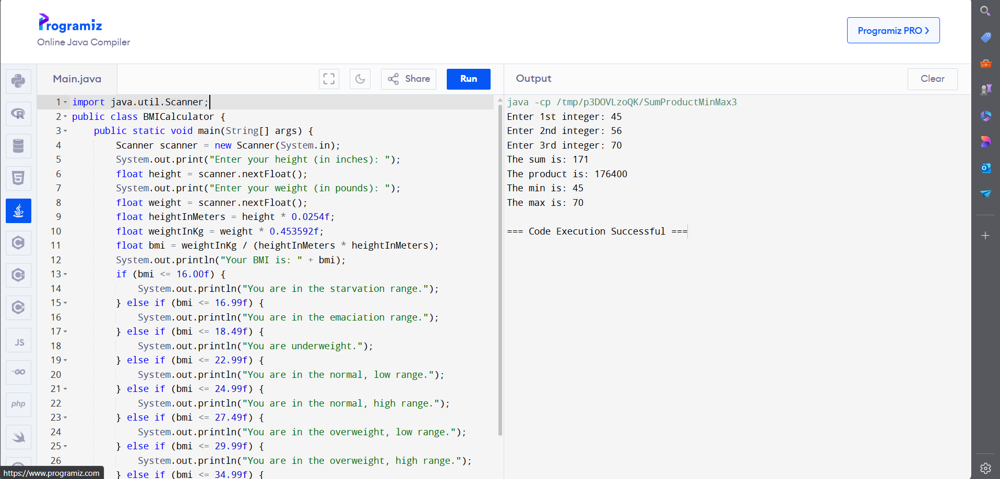 Programiz
Online Java Compiler
Programiz PRO
Main.java
Share
Run
Output
Clear
1 import java.util.Scanner;
2 public class BMICalculator {
3 public static void main(String[] args) {
4 Scanner scanner = new Scanner(System.in);
5 System.out.print("Enter your height (in inches): ");
6 float height = scanner.nextFloat();
7 System.out.print("Enter your weight (in pounds): ");
8 float weight = scanner.nextFloat();
9 float heightInMeters = height * 0.0254f;
10 float weightInKg = weight * 0.453592f;
11 float bmi = weightInKg / (heightInMeters * heightInMeters);
12 System.out.println("Your BMI is: " + bmi);
13 if (bmi <= 16.00f) {
14 System.out.println("You are in the starvation range.");
15 } else if (bmi <= 16.99f) {
16 System.out.println("You are in the emaciation range.");
17 } else if (bmi <= 18.49f) {
18 System.out.println("You are underweight.");
19 } else if (bmi <= 22.99f) {
20 System.out.println("You are in the normal, low range.");
21 } else if (bmi <= 24.99f) {
22 System.out.println("You are in the normal, high range.");
23 } else if (bmi <= 27.49f) {
24 System.out.println("You are in the overweight, low range.");
25 } else if (bmi <= 29.99f) {
26 System.out.println("You are in the overweight, high range.");
} else if (bmi <= 34.99f) {
java -cp /tmp/p3DOVLzoQK/SumProductMinMax3
Enter 1st integer: 45
Enter 2nd integer: 56
Enter 3rd integer: 70
The sum is: 171
The product is: 176400
The min is: 45
The max is: 70
=== Code Execution Successful ===
JS
GO
php
https://www.programiz.com